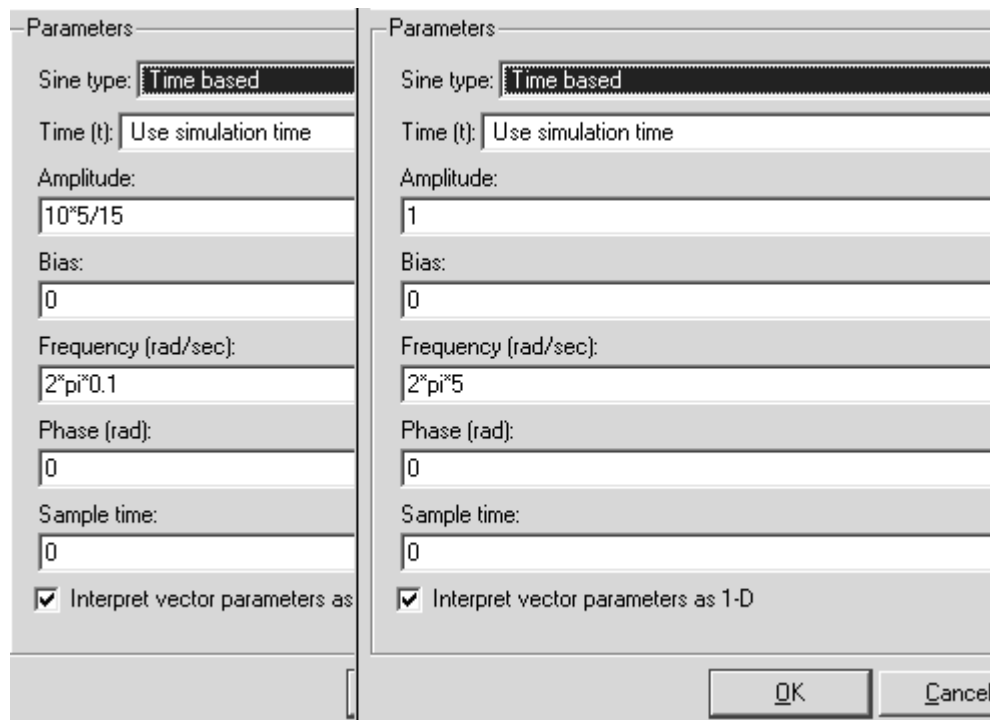 Parameters
Sine type: Time based
Time (t): Use simulation time
Amplitude:
10*5/15
Bias:
0
Frequency (rad/sec):
2*pi*0.1
Phase (rad):
0
Sample time:
0
Interpret vector parameters as
Parameters
Sine type: Time based
Time (t): Use simulation time
Amplitude:
1
Bias:
0
Frequency (rad/sec):
2*pi*5
Phase (rad):
0
Sample time:
0
Interpret vector parameters as 1-D
OK
Cancel